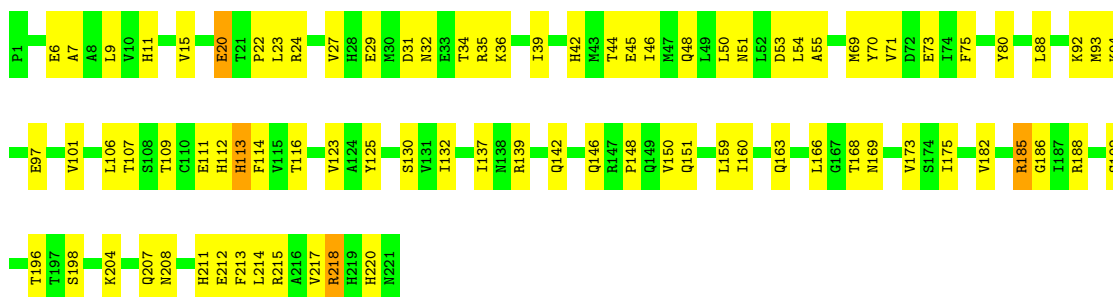 P1 E6 A7 A8 L9 V10 H11 V15 E20 T21 P22 L23 R24 V27 H28 E29 M30 D31 N32 E33 T34 R35 K36 I39 H42 M43 T44 E45 I46 M47 Q48 L49 L50 N51 L52 D53 L54 A55 M69 Y70 V71 D72 E73 I74 F75 Y80 L88 K92 M93
E97 V101 L106 T107 S108 T109 C110 E111 H112 H113 F114 V115 T116 V123 A124 Y125 S130 V131 I132 I137 N138 R139 Q142 Q146 R147 P148 Q149 V150 Q151 L159 I160 Q163 L166 G167 T168 N169 V173 S174 I175 V182 R185 G186 I187 R188
T196 T197 S198 K204 Q207 N208 H211 E212 F213 L214 R215 A216 V217 R218 H219 H220 N221